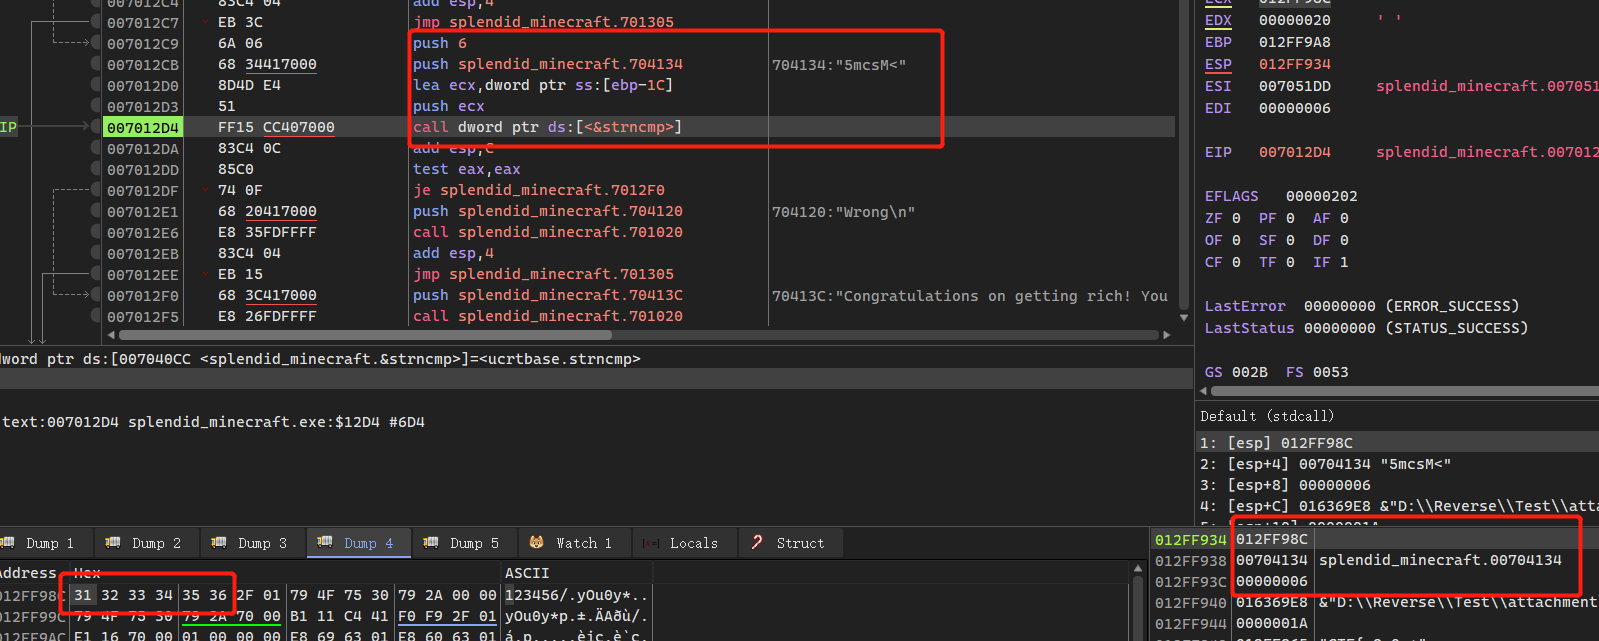 007012C4 83C4 04 add esp,4
007012C7 EB 3C jmp splendid_minecraft.701305
007012C9 6A 06 push 6
007012CB 68 34417000 push splendid_minecraft.704134 704134:"5mcsM<"
007012D0 8D4D E4 lea ecx,dword ptr ss:[ebp-1C]
007012D3 51 push ecx
IP 007012D4 FF15 CC407000 call dword ptr ds:[<&strncmp>]
007012DA 83C4 0C add esp,C
007012DD 85C0 test eax,eax
007012DF 74 0F je splendid_minecraft.7012F0
007012E1 68 20417000 push splendid_minecraft.704120 704120:"Wrong\n"
007012E6 E8 35FDFFFF call splendid_minecraft.701020
007012EB 83C4 04 add esp,4
007012EE EB 15 jmp splendid_minecraft.701305
007012F0 68 3C417000 push splendid_minecraft.70413C 70413C:"Congratulations on getting rich! You
007012F5 E8 26FDFFFF call splendid_minecraft.701020
ECX 012FF98C
EDX 00000020 ' '
EBP 012FF9A8
ESP 012FF934
ESI 007051DD splendid_minecraft.007051
EDI 00000006
EIP 007012D4 splendid_minecraft.007012
EFLAGS 00000202
ZF 0 PF 0 AF 0
OF 0 SF 0 DF 0
CF 0 TF 0 IF 1
LastError 00000000 (ERROR_SUCCESS)
LastStatus 00000000 (STATUS_SUCCESS)
GS 002B FS 0053
word ptr ds:[007040CC <splendid_minecraft.&strncmp>]=<ucrtbase.strncmp>
text:007012D4 splendid_minecraft.exe:$12D4 #6D4
Default (stdcall)
1: [esp] 012FF98C
2: [esp+4] 00704134 "5mcsM<"
3: [esp+8] 00000006
4: [esp+C] 016369E8 &"D:\\Reverse\\Test\\atta
Dump 1 Dump 2 Dump 3 Dump 4 Dump 5 Watch 1 Locals Struct
Address Hex ASCII
012FF98C 31 32 33 34 35 36 2F 01 79 4F 75 30 79 2A 00 00 123456/.yOu0y*..
012FF99C 79 4F 75 30 79 2A 70 00 B1 11 C4 41 F0 F9 2F 01 yOu0y*p.±.ÄAðù/.
012FF9AC E1 16 70 00 01 00 00 00 E8 69 63 01 E8 60 63 01 á.p.....èic.è`c.
012FF934 012FF98C
012FF938 00704134 splendid_minecraft.00704134
012FF93C 00000006
012FF940 016369E8 &"D:\\Reverse\\Test\\attachment
012FF944 0000001A